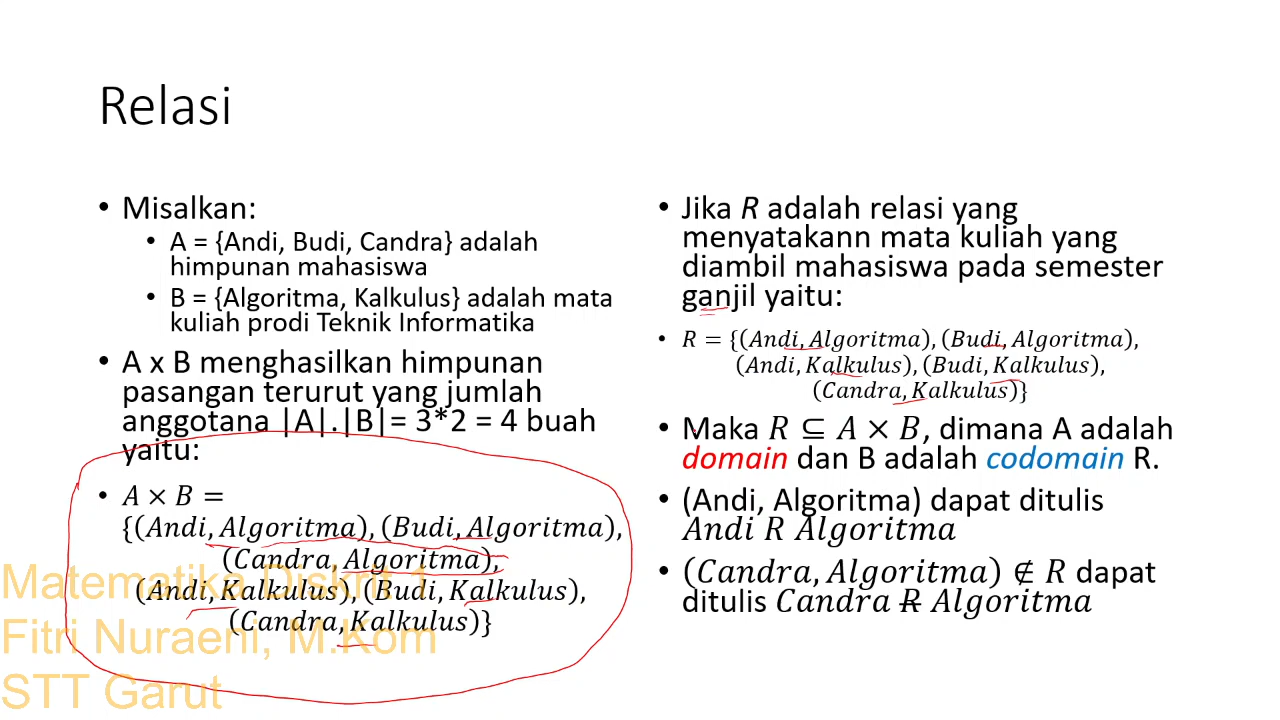 Relasi
• Misalkan:
• A = {Andi, Budi, Candra} adalah
himpunan mahasiswa
• B = {Algoritma, Kalkulus} adalah mata
kuliah prodi Teknik Informatika
• A x B menghasilkan himpunan
pasangan terurut yang jumlah
anggotana |A|.|B|= 3*2 = 4 buah
yaitu:
• A × B =
{(Andi, Algoritma), (Budi, Algoritma),
(Candra, Algoritma),
(Andi, Kalkulus), (Budi, Kalkulus),
(Candra, Kalkulus)}
• Jika R adalah relasi yang
menyatakann mata kuliah yang
diambil mahasiswa pada semester
ganjil yaitu:
• R = {(Andi, Algoritma), (Budi, Algoritma),
(Andi, Kalkulus), (Budi, Kalkulus),
(Candra, Kalkulus)}
• Maka R ⊆ A × B, dimana A adalah
domain dan B adalah codomain R.
• (Andi, Algoritma) dapat ditulis
Andi R Algoritma
• (Candra, Algoritma) ∉ R dapat
ditulis Candra R̶ Algoritma
Matematika Diskrit 1
Fitri Nuraeni, M.Kom
STT Garut